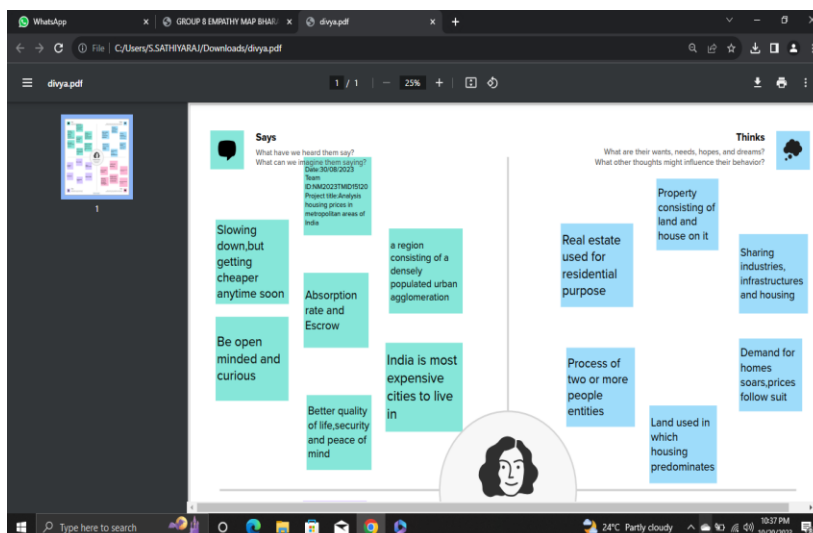 WhatsApp
GROUP 8 EMPATHY MAP BHAR
divya.pdf
File
C:/Users/S.SATHIYARAJ/Downloads/divya.pdf
divya.pdf
1 / 1
25%
1
Says
What have we heard them say?
What can we imagine them saying?
Date:30/08/2023
Team
ID:NM2023TMID15120
Project title:Analysis
housing prices in
metropolitan areas of
India
Slowing
down,but
getting
cheaper
anytime soon
a region
consisting of a
densely
populated urban
agglomeration
Absorption
rate and
Escrow
Be open
minded and
curious
India is most
expensive
cities to live
in
Better quality
of life,security
and peace of
mind
Thinks
What are their wants, needs, hopes, and dreams?
What other thoughts might influence their behavior?
Property
consisting of
land and
house on it
Real estate
used for
residential
purpose
Sharing
industries,
infrastructures
and housing
Process of
two or more
people
entities
Demand for
homes
soars,prices
follow suit
Land used in
which
housing
predominates
Type here to search
24°C Partly cloudy
10:37 PM